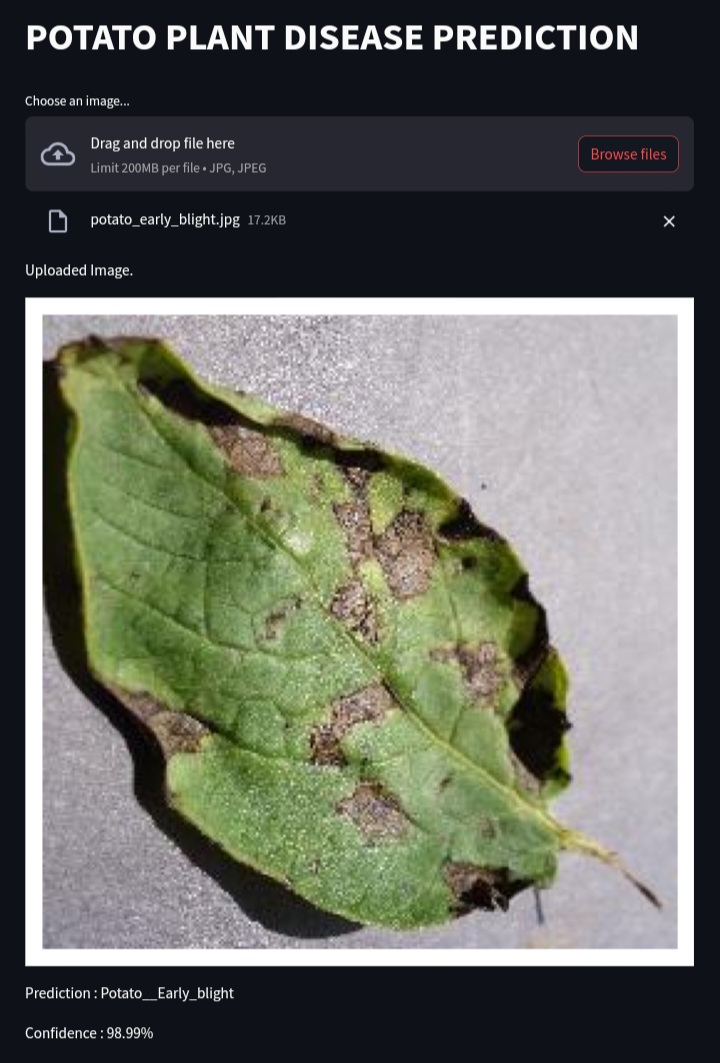 POTATO PLANT DISEASE PREDICTION
Choose an image...
Drag and drop file here
Limit 200MB per file • JPG, JPEG
Browse files
potato_early_blight.jpg 17.2KB
Uploaded Image.
Prediction : Potato__Early_blight
Confidence : 98.99%